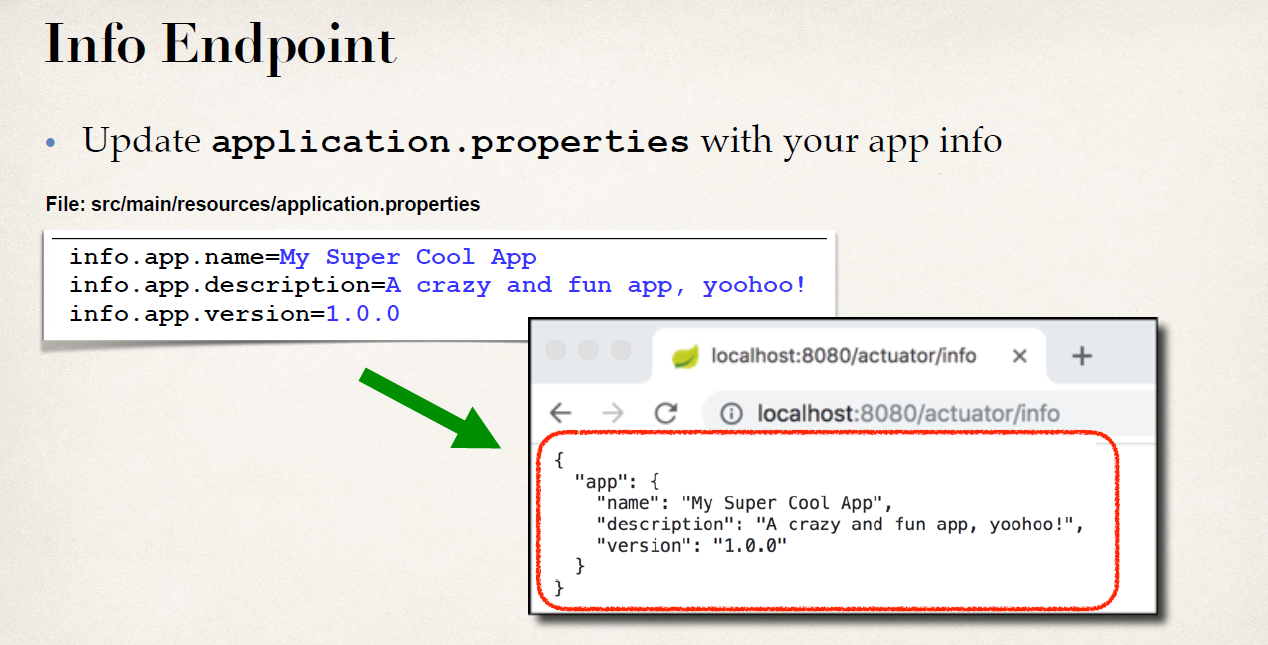 Info Endpoint
• Update application.properties with your app info
File: src/main/resources/application.properties
info.app.name=My Super Cool App
info.app.description=A crazy and fun app, yoohoo!
info.app.version=1.0.0
localhost:8080/actuator/info
localhost:8080/actuator/info
{
  "app": {
    "name": "My Super Cool App",
    "description": "A crazy and fun app, yoohoo!",
    "version": "1.0.0"
  }
}